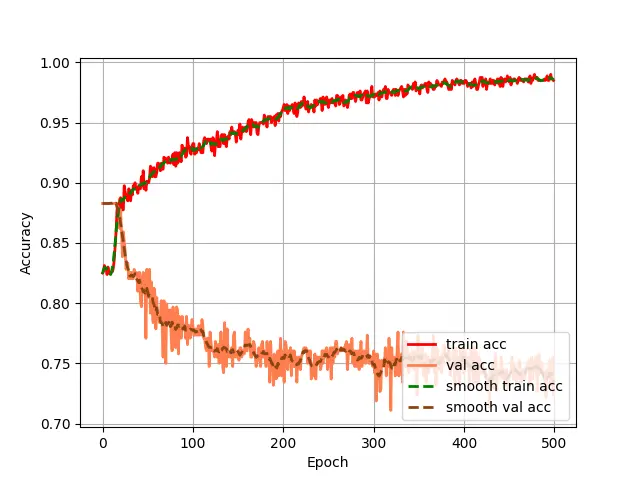 1.00
0.95
0.90
0.85
0.80
0.75
0.70
Accuracy
0 100 200 300 400 500
Epoch
train acc
val acc
smooth train acc
smooth val acc